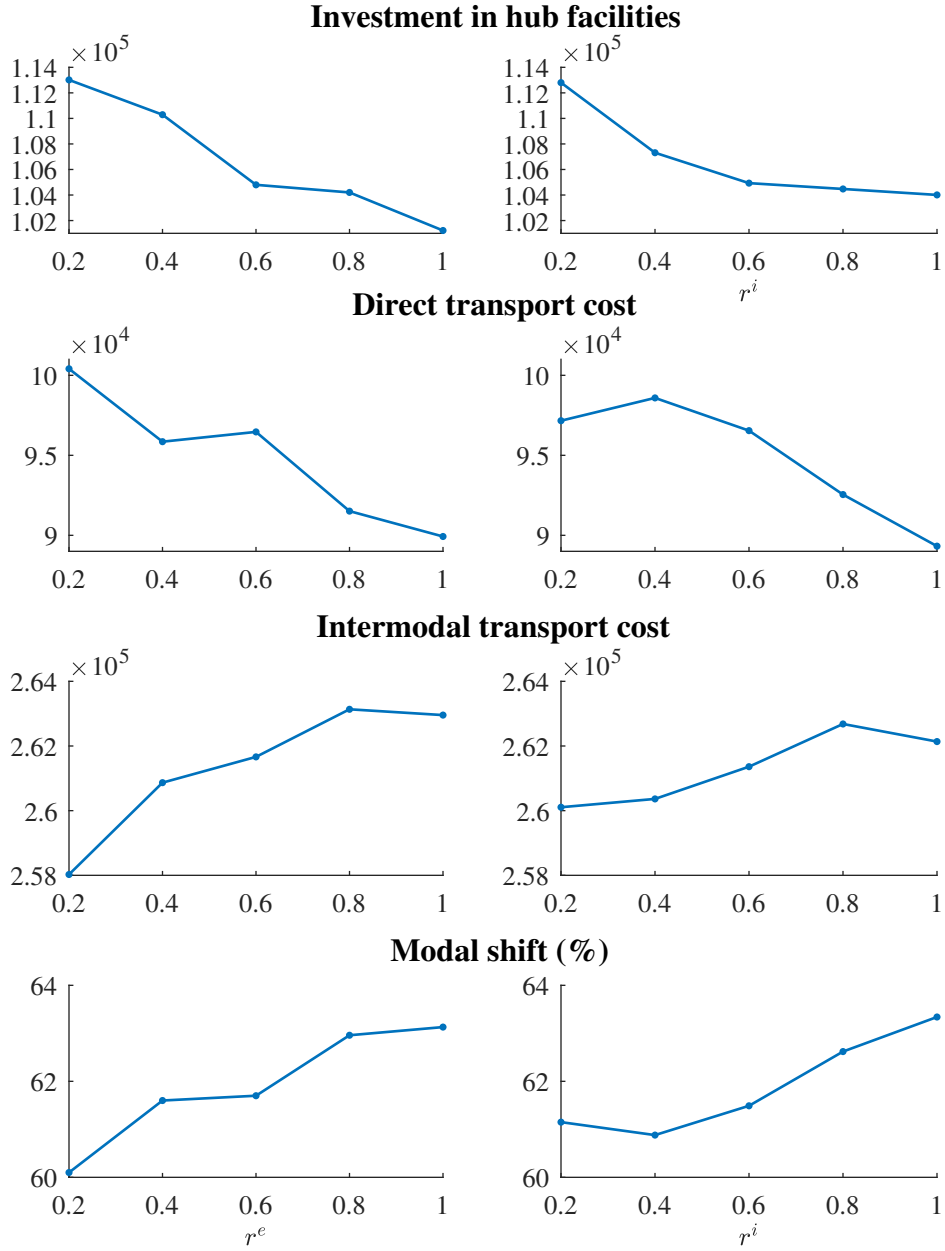 Investment in hub facilities
×10^5
1.14
1.12
1.1
1.08
1.06
1.04
1.02
0.2 0.4 0.6 0.8 1
×10^5
1.14
1.12
1.1
1.08
1.06
1.04
1.02
0.2 0.4 0.6 0.8 1
r^i
Direct transport cost
×10^4
10
9.5
9
0.2 0.4 0.6 0.8 1
×10^4
10
9.5
9
0.2 0.4 0.6 0.8 1
Intermodal transport cost
×10^5
2.64
2.62
2.6
2.58
0.2 0.4 0.6 0.8 1
×10^5
2.64
2.62
2.6
2.58
0.2 0.4 0.6 0.8 1
Modal shift (%)
64
62
60
0.2 0.4 0.6 0.8 1
r^e
64
62
60
0.2 0.4 0.6 0.8 1
r^i